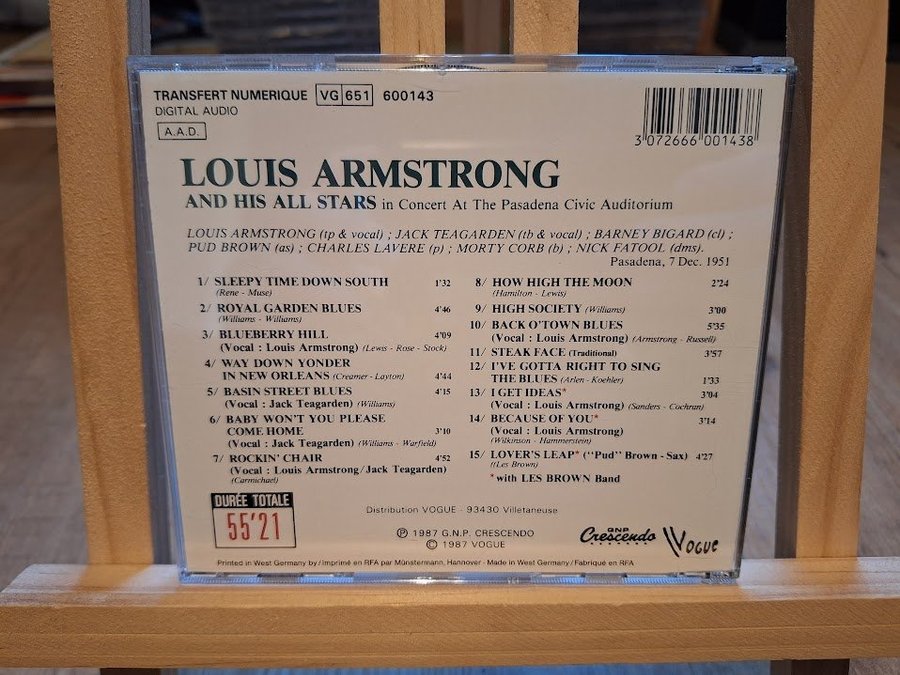 TRANSFERT NUMERIQUE VG 651 600143
DIGITAL AUDIO
A.A.D.
3 072666 001438
LOUIS ARMSTRONG
AND HIS ALL STARS in Concert At The Pasadena Civic Auditorium
LOUIS ARMSTRONG (tp & vocal) ; JACK TEAGARDEN (tb & vocal) ; BARNEY BIGARD (cl) ;
PUD BROWN (as) ; CHARLES LAVERE (p) ; MORTY CORB (b) ; NICK FATOOL (dms).
Pasadena, 7 Dec. 1951
1/ SLEEPY TIME DOWN SOUTH 1'32
(Rene - Muse)
2/ ROYAL GARDEN BLUES 4'46
(Williams - Williams)
3/ BLUEBERRY HILL 4'09
(Vocal : Louis Armstrong) (Lewis - Rose - Stock)
4/ WAY DOWN YONDER
IN NEW ORLEANS (Creamer - Layton) 4'44
5/ BASIN STREET BLUES 4'15
(Vocal : Jack Teagarden) (Williams)
6/ BABY WON'T YOU PLEASE
COME HOME 3'10
(Vocal : Jack Teagarden) (Williams - Warfield)
7/ ROCKIN' CHAIR 4'52
(Vocal : Louis Armstrong/Jack Teagarden)
(Carmichael)
8/ HOW HIGH THE MOON 2'24
(Hamilton - Lewis)
9/ HIGH SOCIETY (Williams) 3'00
10/ BACK O'TOWN BLUES 5'35
(Vocal : Louis Armstrong) (Armstrong - Russell)
11/ STEAK FACE (Traditional) 3'57
12/ I'VE GOTTA RIGHT TO SING
THE BLUES (Arlen - Koehler) 1'33
13/ I GET IDEAS* 3'04
(Vocal : Louis Armstrong) (Sanders - Cochran)
14/ BECAUSE OF YOU* 3'14
(Vocal : Louis Armstrong)
(Wilkinson - Hammerstein)
15/ LOVER'S LEAP* ("Pud" Brown - Sax) 4'27
((Les Brown)
*with LES BROWN Band
DURÉE TOTALE
55'21
Distribution VOGUE - 93430 Villetaneuse
Ⓟ 1987 G.N.P. CRESCENDO
© 1987 VOGUE
GNP
Crescendo
RECORDS
VOGUE
Printed in West Germany by / Imprimé en RFA par Münstermann, Hannover - Made in West Germany / Fabriqué en RFA